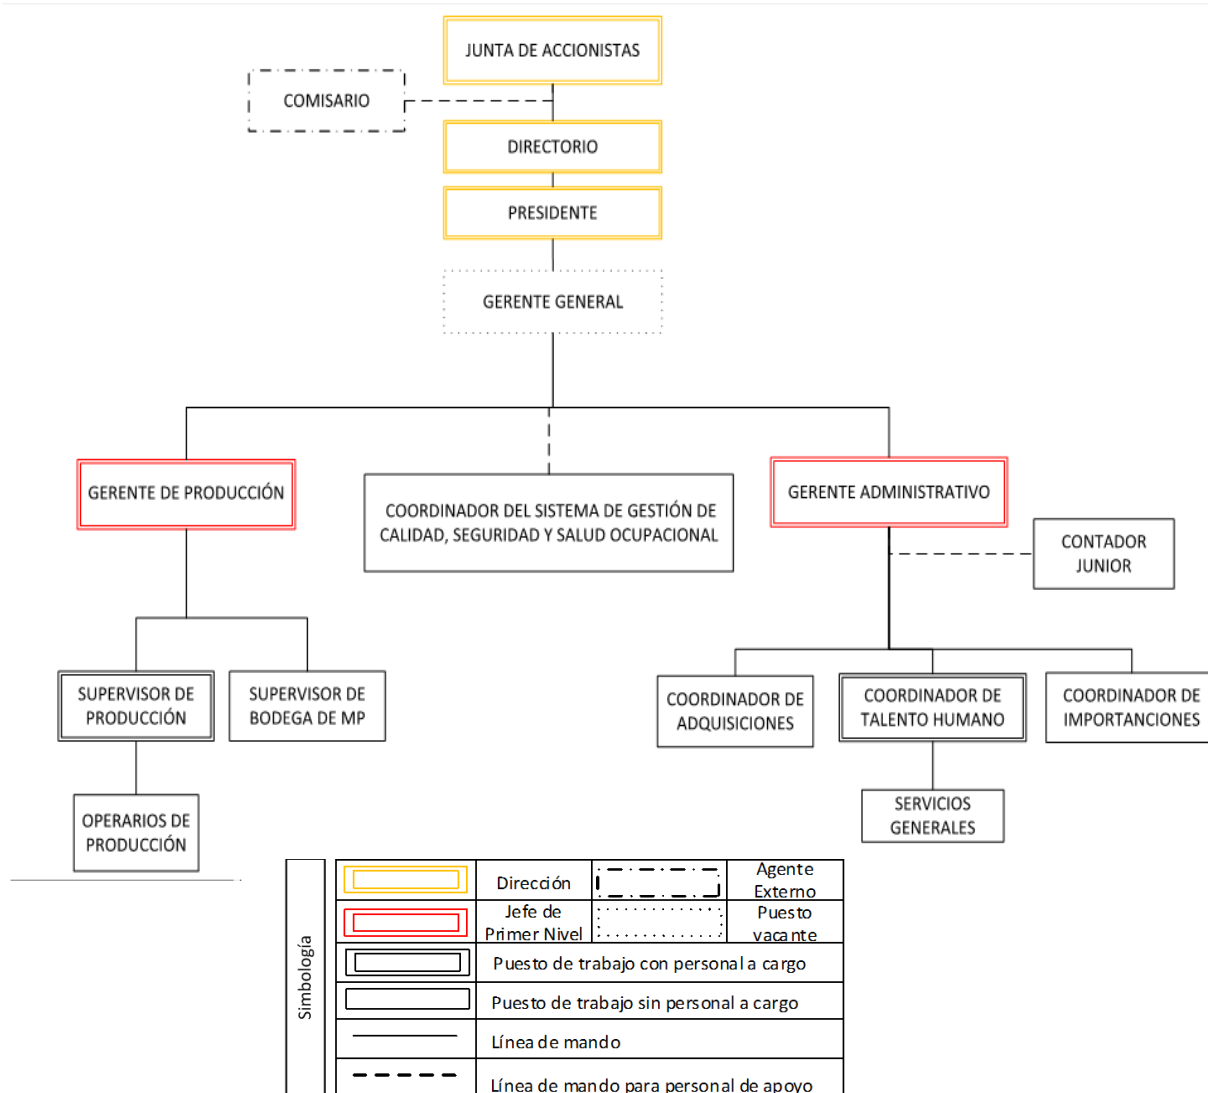 JUNTA DE ACCIONISTAS
COMISARIO
DIRECTORIO
PRESIDENTE
GERENTE GENERAL
GERENTE DE PRODUCCIÓN
COORDINADOR DEL SISTEMA DE GESTIÓN DE
CALIDAD, SEGURIDAD Y SALUD OCUPACIONAL
GERENTE ADMINISTRATIVO
CONTADOR
JUNIOR
SUPERVISOR DE
PRODUCCIÓN
SUPERVISOR DE
BODEGA DE MP
COORDINADOR DE
ADQUISICIONES
COORDINADOR DE
TALENTO HUMANO
COORDINADOR DE
IMPORTANCIONES
OPERARIOS DE
PRODUCCIÓN
SERVICIOS
GENERALES
Simbología
Dirección
Agente
Externo
Jefe de
Primer Nivel
Puesto
vacante
Puesto de trabajo con personal a cargo
Puesto de trabajo sin personal a cargo
Línea de mando
Línea de mando para personal de apoyo